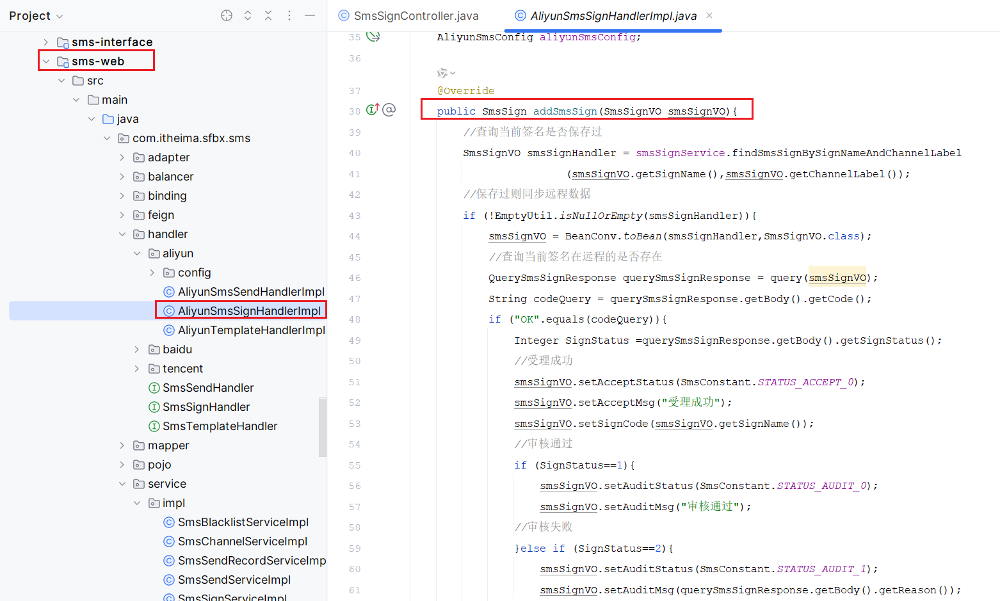 Project
sms-interface
sms-web
src
main
java
com.itheima.sfbx.sms
adapter
balancer
binding
feign
handler
aliyun
config
AliyunSmsSendHandlerImpl
AliyunSmsSignHandlerImpl
AliyunTemplateHandlerImpl
baidu
tencent
SmsSendHandler
SmsSignHandler
SmsTemplateHandler
mapper
pojo
service
impl
SmsBlacklistServiceImpl
SmsChannelServiceImpl
SmsSendRecordServiceImp
SmsSendServiceImpl
SmsSignServiceImpl
SmsSignController.java
AliyunSmsSignHandlerImpl.java
35 AliyunSmsConfig aliyunSmsConfig;
36
37 @Override
38 public SmsSign addSmsSign(SmsSignVO smsSignVO){
39 //查询当前签名是否保存过
40 SmsSignVO smsSignHandler = smsSignService.findSmsSignBySignNameAndChannelLabel
41 (smsSignVO.getSignName(),smsSignVO.getChannelLabel());
42 //保存过则同步远程数据
43 if (!EmptyUtil.isNullOrEmpty(smsSignHandler)){
44 smsSignVO = BeanConv.toBean(smsSignHandler,SmsSignVO.class);
45 //查询当前签名在远程的是否存在
46 QuerySmsSignResponse querySmsSignResponse = query(smsSignVO);
47 String codeQuery = querySmsSignResponse.getBody().getCode();
48 if ("OK".equals(codeQuery)){
49 Integer SignStatus =querySmsSignResponse.getBody().getSignStatus();
50 //受理成功
51 smsSignVO.setAcceptStatus(SmsConstant.STATUS_ACCEPT_0);
52 smsSignVO.setAcceptMsg("受理成功");
53 smsSignVO.setSignCode(smsSignVO.getSignName());
54 //审核通过
55 if (SignStatus==1){
56 smsSignVO.setAuditStatus(SmsConstant.STATUS_AUDIT_0);
57 smsSignVO.setAuditMsg("审核通过");
58 //审核失败
59 }else if (SignStatus==2){
60 smsSignVO.setAuditStatus(SmsConstant.STATUS_AUDIT_1);
61 smsSignVO.setAuditMsg(querySmsSignResponse.getBody().getReason());